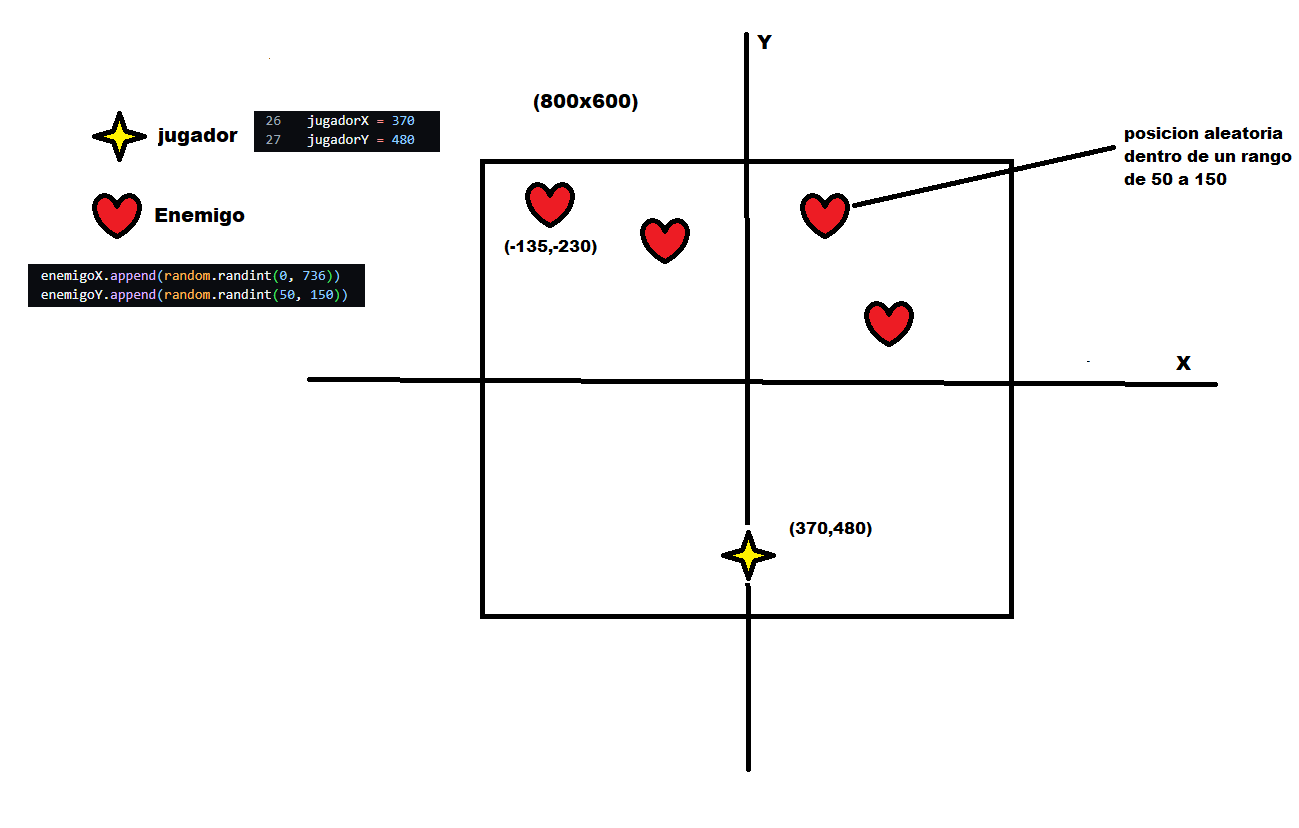 Y
(800x600)
jugador
26 jugadorX = 370
27 jugadorY = 480
posicion aleatoria
dentro de un rango
de 50 a 150
Enemigo
(-135,-230)
enemigoX.append(random.randint(0, 736))
enemigoY.append(random.randint(50, 150))
X
(370,480)